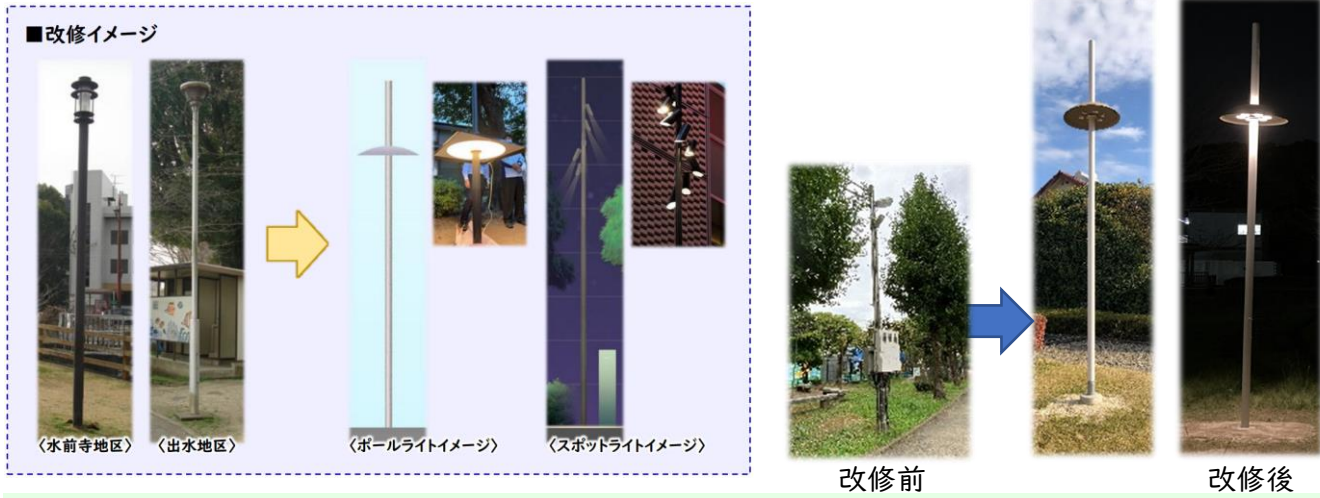 ■改修イメージ
〈水前寺地区〉
〈出水地区〉
〈ポールライトイメージ〉
〈スポットライトイメージ〉
改修前
改修後